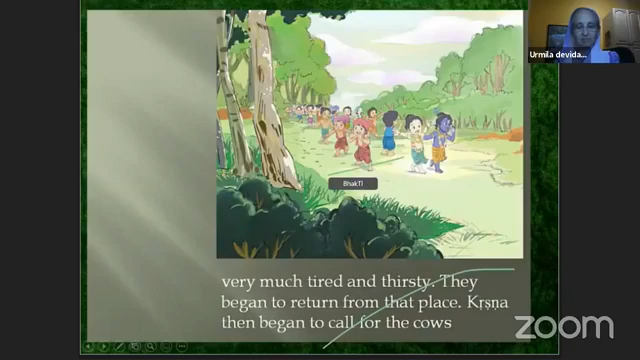 Urmila devida...
BhakTi
very much tired and thirsty. They
began to return from that place. Kṛṣṇa
then began to call for the cows
zoom